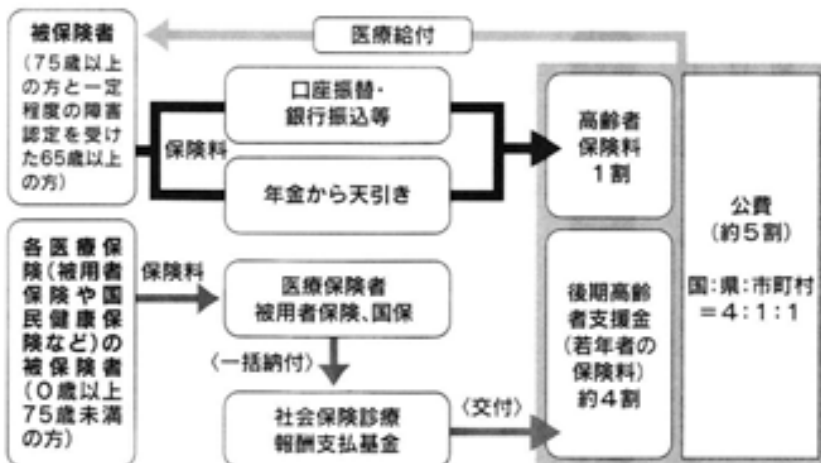 被保険者
(75歳以上
の方と一定
程度の障害
認定を受け
た65歳以上
の方)
医療給付
保険料
口座振替・
銀行振込等
年金から天引き
高齢者
保険料
1割
公費
(約5割)
国:県:市町村
=4:1:1
各医療保
険(被用者
保険や国
民健康保
険など)の
被保険者
(0歳以上
75歳未満
の方)
保険料
医療保険者
被用者保険、国保
〈一括納付〉
社会保険診療
報酬支払基金
〈交付〉
後期高齢
者支援金
(若年者の
保険料)
約4割